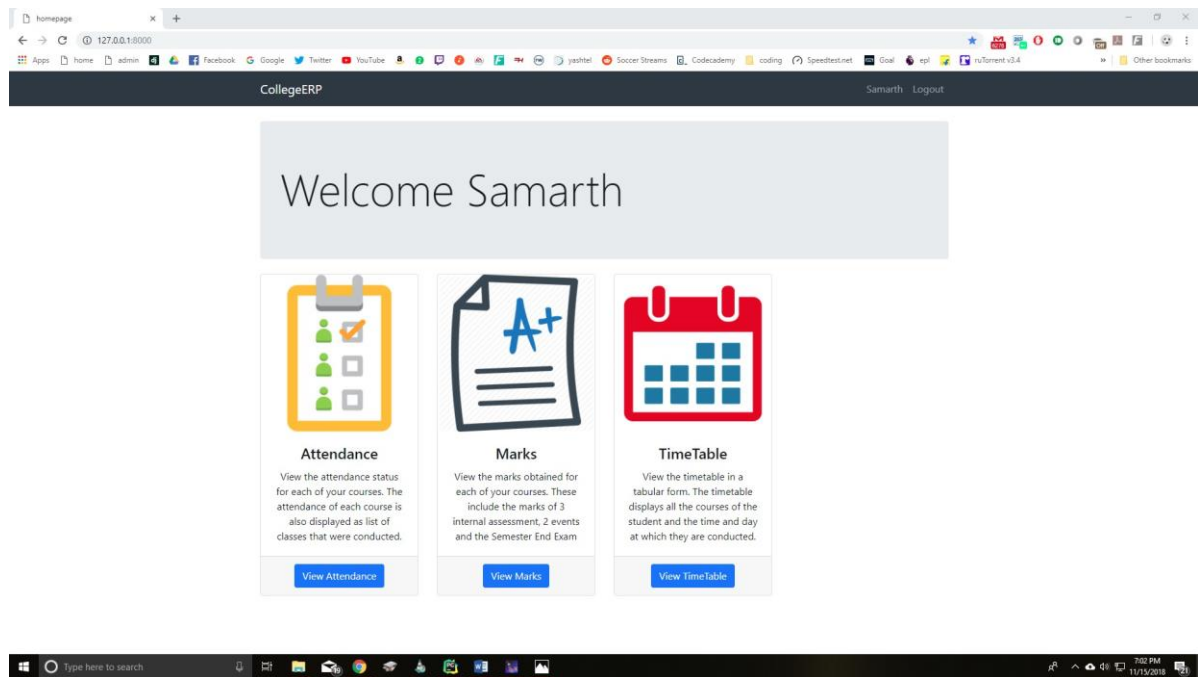 homepage
127.0.0.1:8000
Apps home admin dj Facebook Google Twitter YouTube yashtel Soccer Streams Codecademy coding Speedtest.net Goal epl ruTorrent v3.4 » Other bookmarks
CollegeERP Samarth Logout
Welcome Samarth
A+
Attendance
View the attendance status
for each of your courses. The
attendance of each course is
also displayed as list of
classes that were conducted.
View Attendance
Marks
View the marks obtained for
each of your courses. These
include the marks of 3
internal assessment, 2 events
and the Semester End Exam
View Marks
TimeTable
View the timetable in a
tabular form. The timetable
displays all the courses of the
student and the time and day
at which they are conducted.
View TimeTable
Type here to search
7:02 PM
11/15/2018